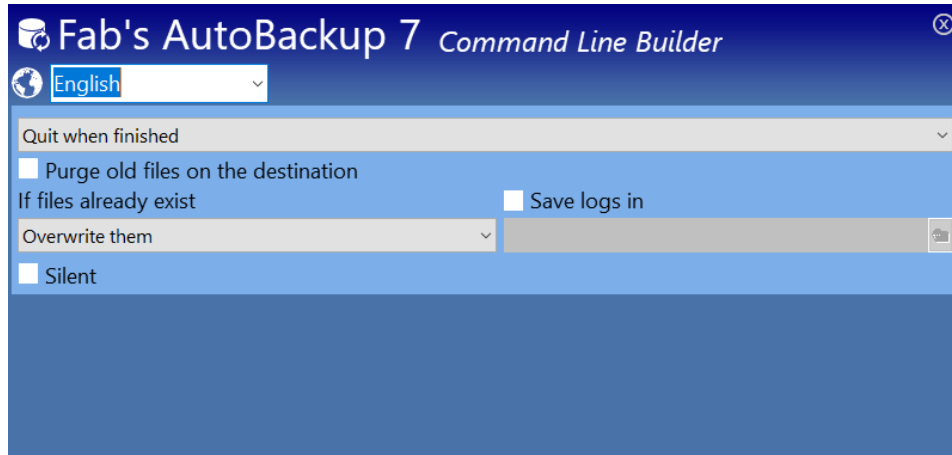 Fab's AutoBackup 7 Command Line Builder
English
Quit when finished
Purge old files on the destination
If files already exist
Save logs in
Overwrite them
Silent